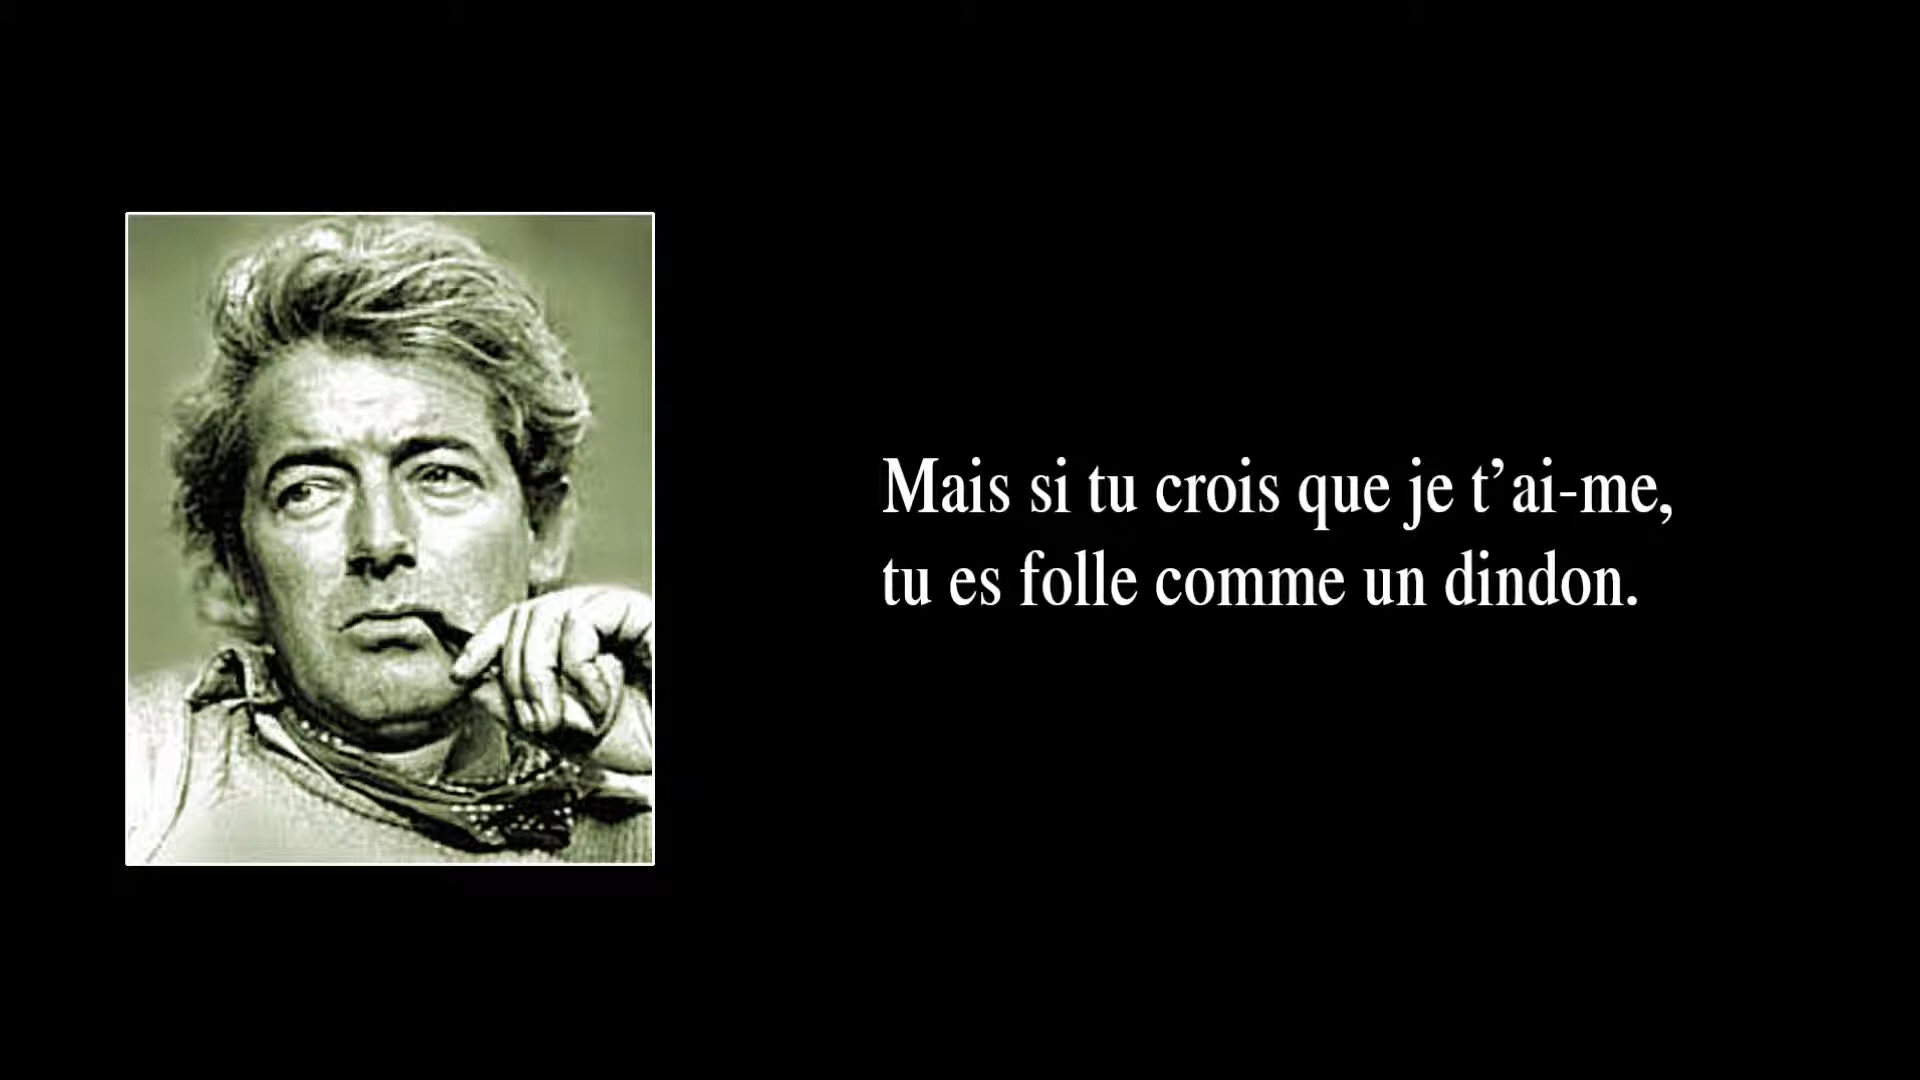 Mais si tu crois que je t’ai-me,
tu es folle comme un dindon.